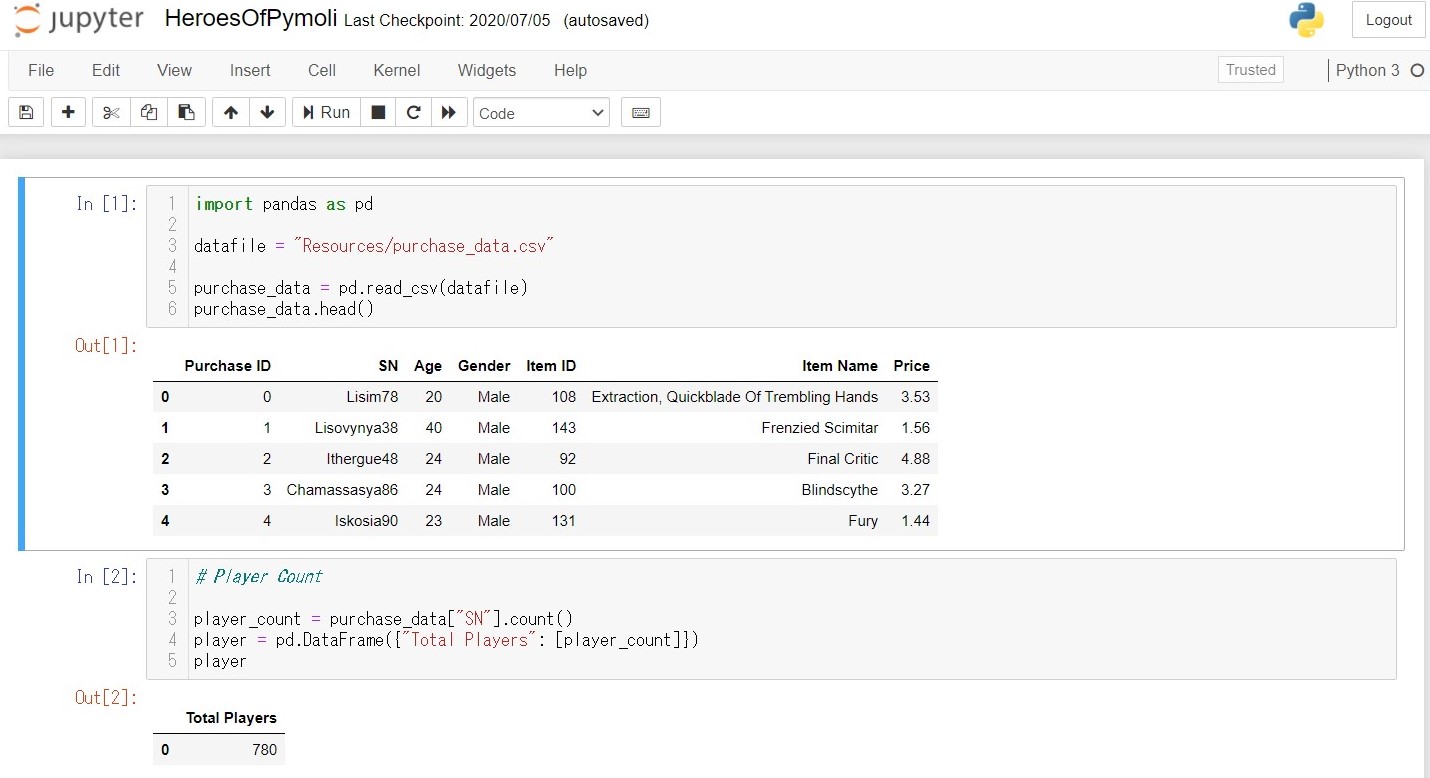 jupyter HeroesOfPymoli Last Checkpoint: 2020/07/05 (autosaved) Logout
File Edit View Insert Cell Kernel Widgets Help Trusted Python 3
Run Code
In [1]:
1 import pandas as pd
2
3 datafile = "Resources/purchase_data.csv"
4
5 purchase_data = pd.read_csv(datafile)
6 purchase_data.head()
Out[1]:
Purchase ID SN Age Gender Item ID Item Name Price
0 0 Lisim78 20 Male 108 Extraction, Quickblade Of Trembling Hands 3.53
1 1 Lisovynya38 40 Male 143 Frenzied Scimitar 1.56
2 2 Ithergue48 24 Male 92 Final Critic 4.88
3 3 Chamassasya86 24 Male 100 Blindscythe 3.27
4 4 Iskosia90 23 Male 131 Fury 1.44
In [2]:
1 # Player Count
2
3 player_count = purchase_data["SN"].count()
4 player = pd.DataFrame({"Total Players": [player_count]})
5 player
Out[2]:
Total Players
0 780